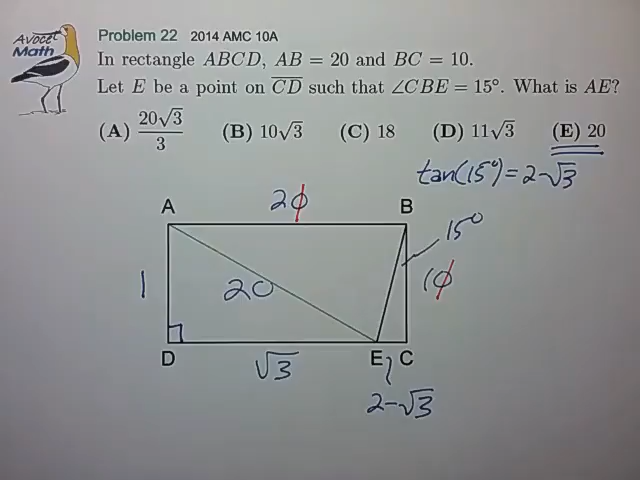 Avocet
Math
Problem 22 2014 AMC 10A
In rectangle ABCD, AB = 20 and BC = 10.
Let E be a point on \overline{CD} such that ∠CBE = 15°. What is AE?
(A) 20√3/3 (B) 10√3 (C) 18 (D) 11√3 (E) 20
tan(15°) = 2-√3
20
A B
15°
1 20 10
D E C
√3
2-√3